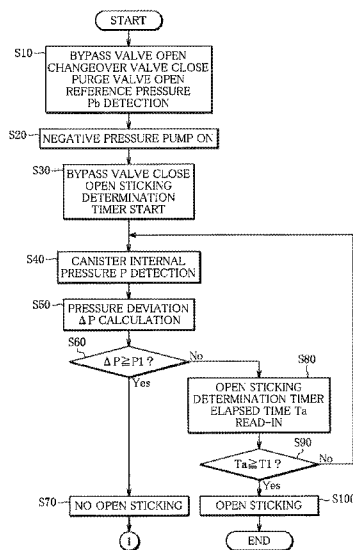 START
S10
BYPASS VALVE OPEN
CHANGEOVER VALVE CLOSE
PURGE VALVE OPEN
REFERENCE PRESSURE
Pb DETECTION
S20
NEGATIVE PRESSURE PUMP ON
S30
BYPASS VALVE CLOSE
OPEN STICKING
DETERMINATION
TIMER START
S40
CANISTER INTERNAL
PRESSURE P DETECTION
S50
PRESSURE DEVIATION
ΔP CALCULATION
S60
ΔP≧P1?
No
Yes
S80
OPEN STICKING
DETERMINATION TIMER
ELAPSED TIME Ta
READ-IN
S90
Ta≧T1?
No
Yes
S70
NO OPEN STICKING
S100
OPEN STICKING
1
END